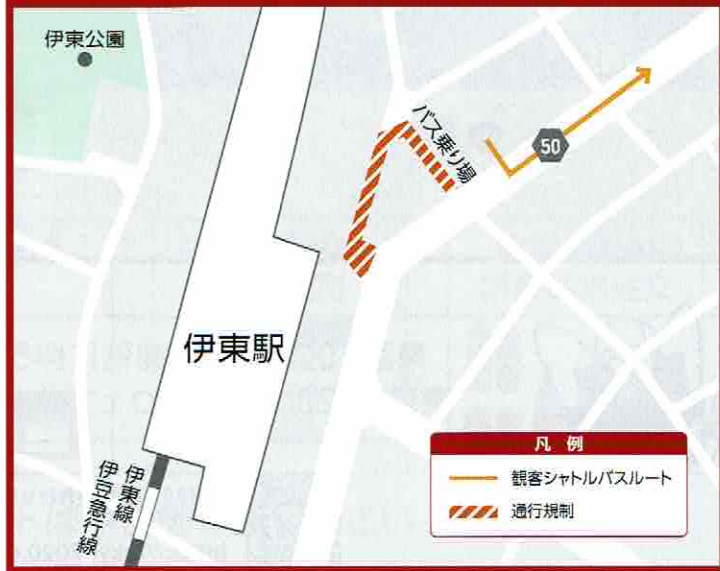 伊東公園
バス乗り場
50
伊東駅
伊東線
伊豆急行線
凡例
観客シャトルバスルート
通行規制